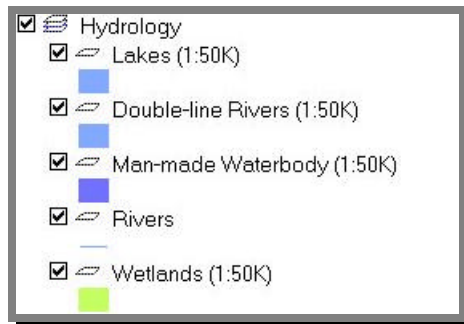 Hydrology
Lakes (1:50K)
Double-line Rivers (1:50K)
Man-made Waterbody (1:50K)
Rivers
Wetlands (1:50K)